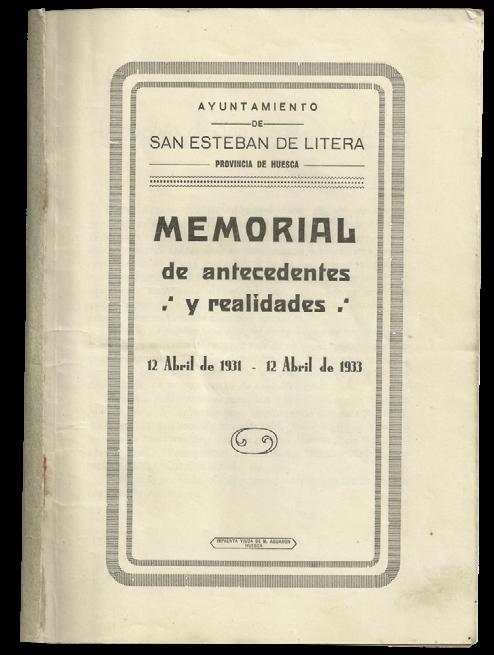 AYUNTAMIENTO
DE
SAN ESTEBAN DE LITERA
PROVINCIA DE HUESCA
MEMORIAL
de antecedentes
y realidades
12 Abril de 1931 - 12 Abril de 1933
IMPRENTA VIUDA DE M. AGUARON
HUESCA